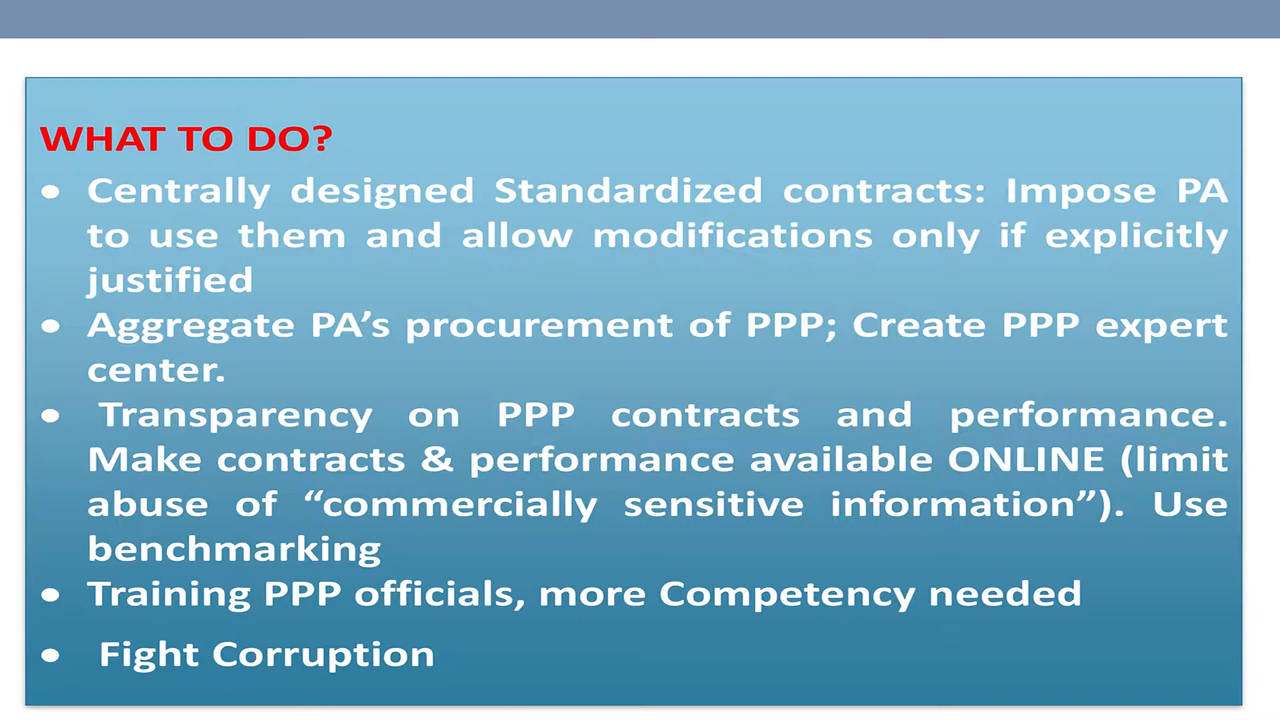 WHAT TO DO?
• Centrally designed Standardized contracts: Impose PA
to use them and allow modifications only if explicitly
justified
• Aggregate PA’s procurement of PPP; Create PPP expert
center.
• Transparency on PPP contracts and performance.
Make contracts & performance available ONLINE (limit
abuse of “commercially sensitive information”). Use
benchmarking
• Training PPP officials, more Competency needed
• Fight Corruption